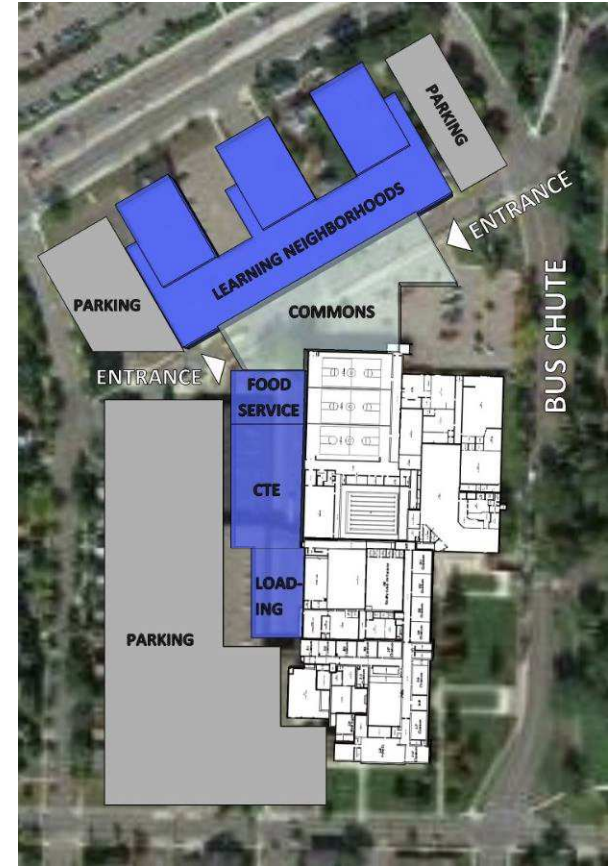 PARKING
LEARNING NEIGHBORHOODS
ENTRANCE
PARKING
COMMONS
BUS CHUTE
ENTRANCE
FOOD
SERVICE
CTE
LOAD-
ING
PARKING